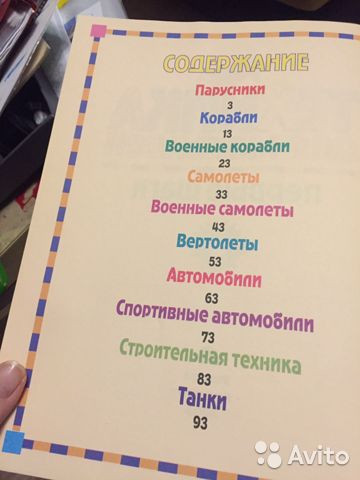 СОДЕРЖАНИЕ
Парусники
3
Корабли
13
Военные корабли
23
Самолеты
33
Военные самолеты
43
Вертолеты
53
Автомобили
63
Спортивные автомобили
73
Строительная техника
83
Танки
93
Avito